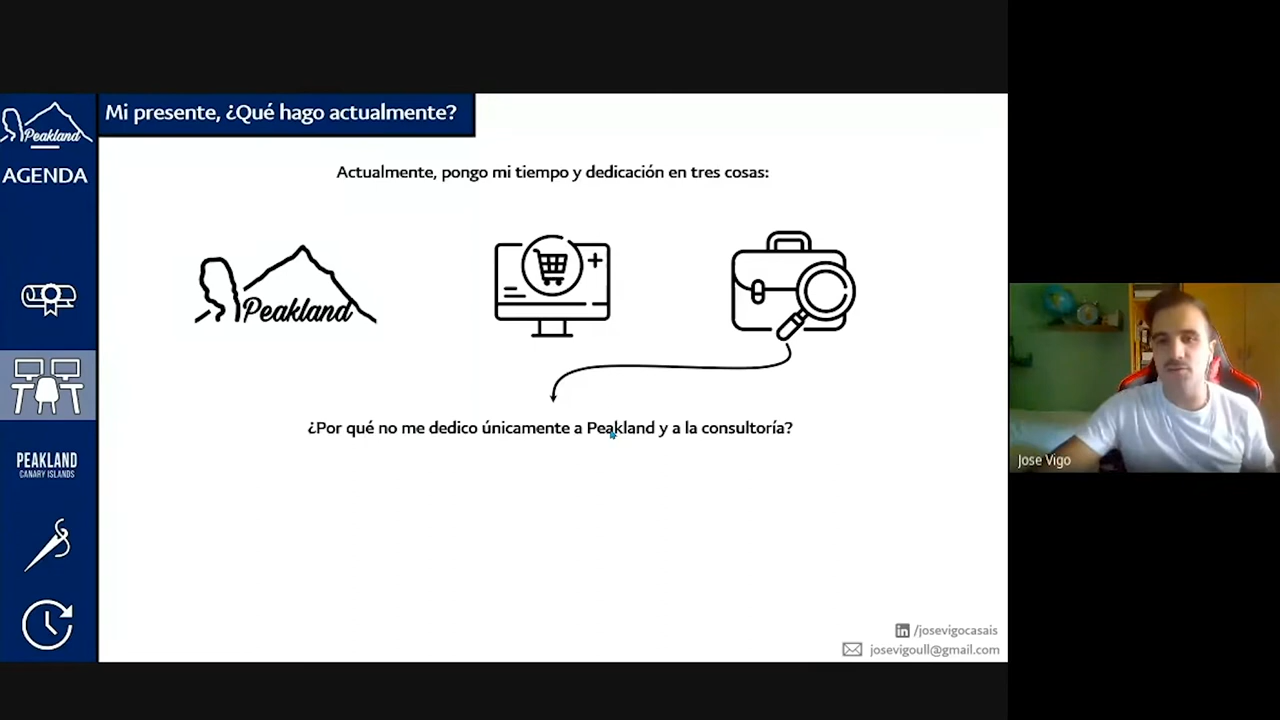 Mi presente, ¿Qué hago actualmente?
Peakland
AGENDA
Actualmente, pongo mi tiempo y dedicación en tres cosas:
Peakland
¿Por qué no me dedico únicamente a Peakland y a la consultoría?
PEAKLAND
CANARY ISLANDS
Jose Vigo
in /josevigocasais
josevigoull@gmail.com